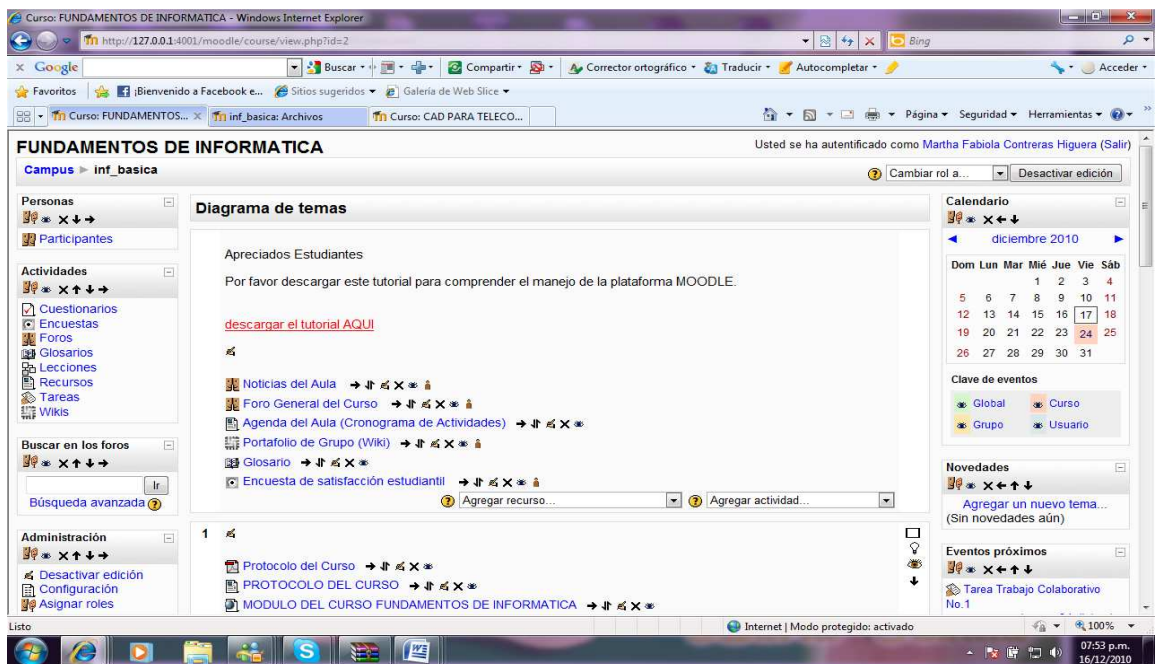 Curso: FUNDAMENTOS DE INFORMATICA - Windows Internet Explorer
http://127.0.0.1:4001/moodle/course/view.php?id=2
Bing
Google
Buscar
Compartir
Corrector ortográfico
Traducir
Autocompletar
Acceder
Favoritos
¡Bienvenido a Facebook e...
Sitios sugeridos
Galería de Web Slice
Curso: FUNDAMENTOS...
inf_basica: Archivos
Curso: CAD PARA TELECO...
Página
Seguridad
Herramientas
FUNDAMENTOS DE INFORMATICA
Usted se ha autentificado como Martha Fabiola Contreras Higuera (Salir)
Campus ► inf_basica
Cambiar rol a...
Desactivar edición
Personas
Participantes
Actividades
Cuestionarios
Encuestas
Foros
Glosarios
Lecciones
Recursos
Tareas
Wikis
Buscar en los foros
Ir
Búsqueda avanzada
Administración
Desactivar edición
Configuración
Asignar roles
Diagrama de temas
Apreciados Estudiantes
Por favor descargar este tutorial para comprender el manejo de la plataforma MOODLE.
descargar el tutorial AQUI
Noticias del Aula
Foro General del Curso
Agenda del Aula (Cronograma de Actividades)
Portafolio de Grupo (Wiki)
Glosario
Encuesta de satisfacción estudiantil
Agregar recurso...
Agregar actividad...
1
Protocolo del Curso
PROTOCOLO DEL CURSO
MODULO DEL CURSO FUNDAMENTOS DE INFORMATICA
Calendario
diciembre 2010
Dom Lun Mar Mié Jue Vie Sáb
1 2 3 4
5 6 7 8 9 10 11
12 13 14 15 16 17 18
19 20 21 22 23 24 25
26 27 28 29 30 31
Clave de eventos
Global
Curso
Grupo
Usuario
Novedades
Agregar un nuevo tema...
(Sin novedades aún)
Eventos próximos
Tarea Trabajo Colaborativo
No.1
Listo
Internet | Modo protegido: activado
100%
07:53 p.m.
16/12/2010